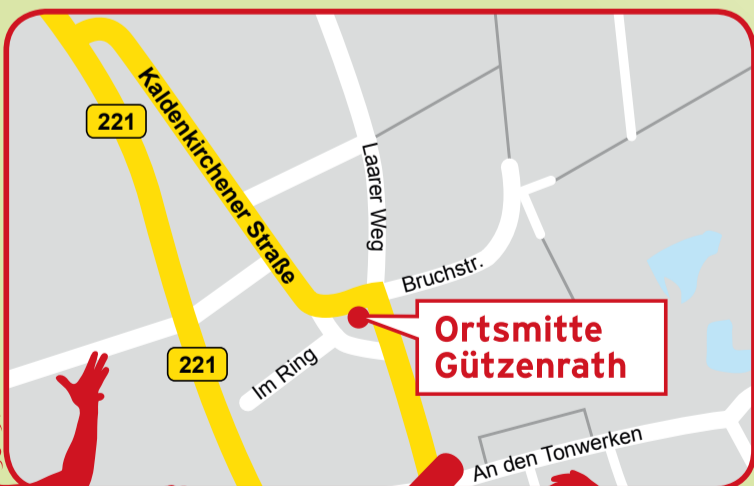 221
Kaldenkirchener Straße
Laarer Weg
Bruchstr.
Ortsmitte
Gützenrath
221
Im Ring
An den Tonwerken